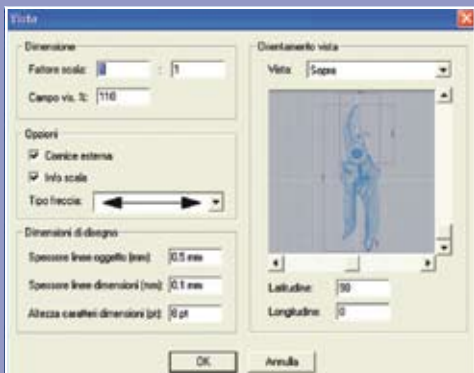 Vista
Dimensione
Fattore scala: : 1
Campo vis. %: 110
Opzioni
Cornice esterna
Info scala
Tipo freccia:
Dimensioni di disegno
Spessore linee oggetto (mm): 0.5 mm
Spessore linee dimensioni (mm): 0.1 mm
Altezza caratteri dimensioni (pt): 8 pt
Orientamento vista
Vista: Sopra
Latitudine: 90
Longitudine: 0
OK Annulla